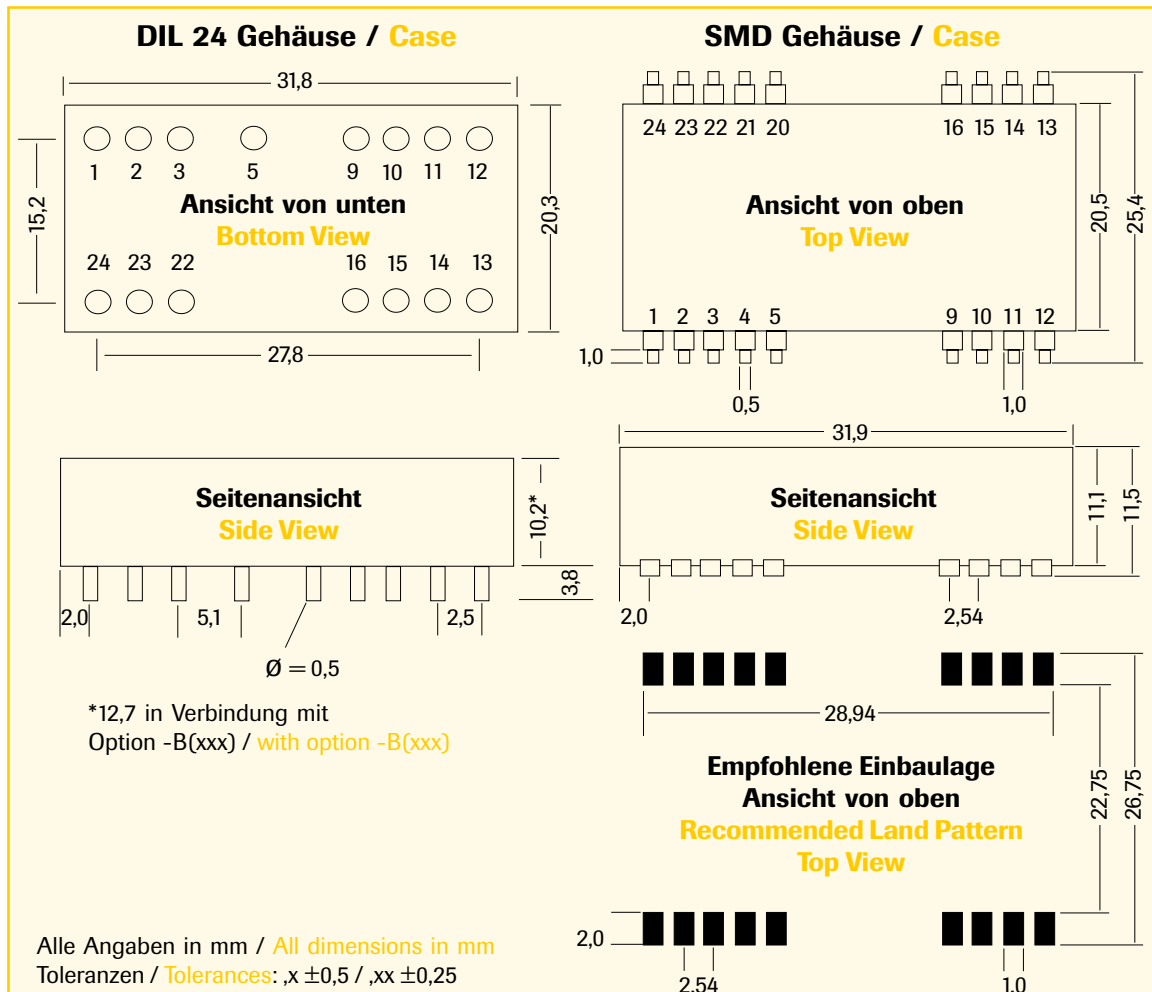 DIL 24 Gehäuse / Case
31,8
1 2 3 5 9 10 11 12
15,2
Ansicht von unten
Bottom View
20,3
24 23 22 16 15 14 13
27,8
Seitenansicht
Side View
10,2*
3,8
2,0
5,1
2,5
Ø = 0,5
*12,7 in Verbindung mit
Option -B(xxx) / with option -B(xxx)
Alle Angaben in mm / All dimensions in mm
Toleranzen / Tolerances: ,x ±0,5 / ,xx ±0,25
SMD Gehäuse / Case
24 23 22 21 20 16 15 14 13
Ansicht von oben
Top View
20,5
25,4
1 2 3 4 5 9 10 11 12
1,0
0,5
1,0
31,9
Seitenansicht
Side View
11,1
11,5
2,0
2,54
28,94
Empfohlene Einbaulage
Ansicht von oben
Recommended Land Pattern
Top View
22,75
26,75
2,0
2,54
1,0